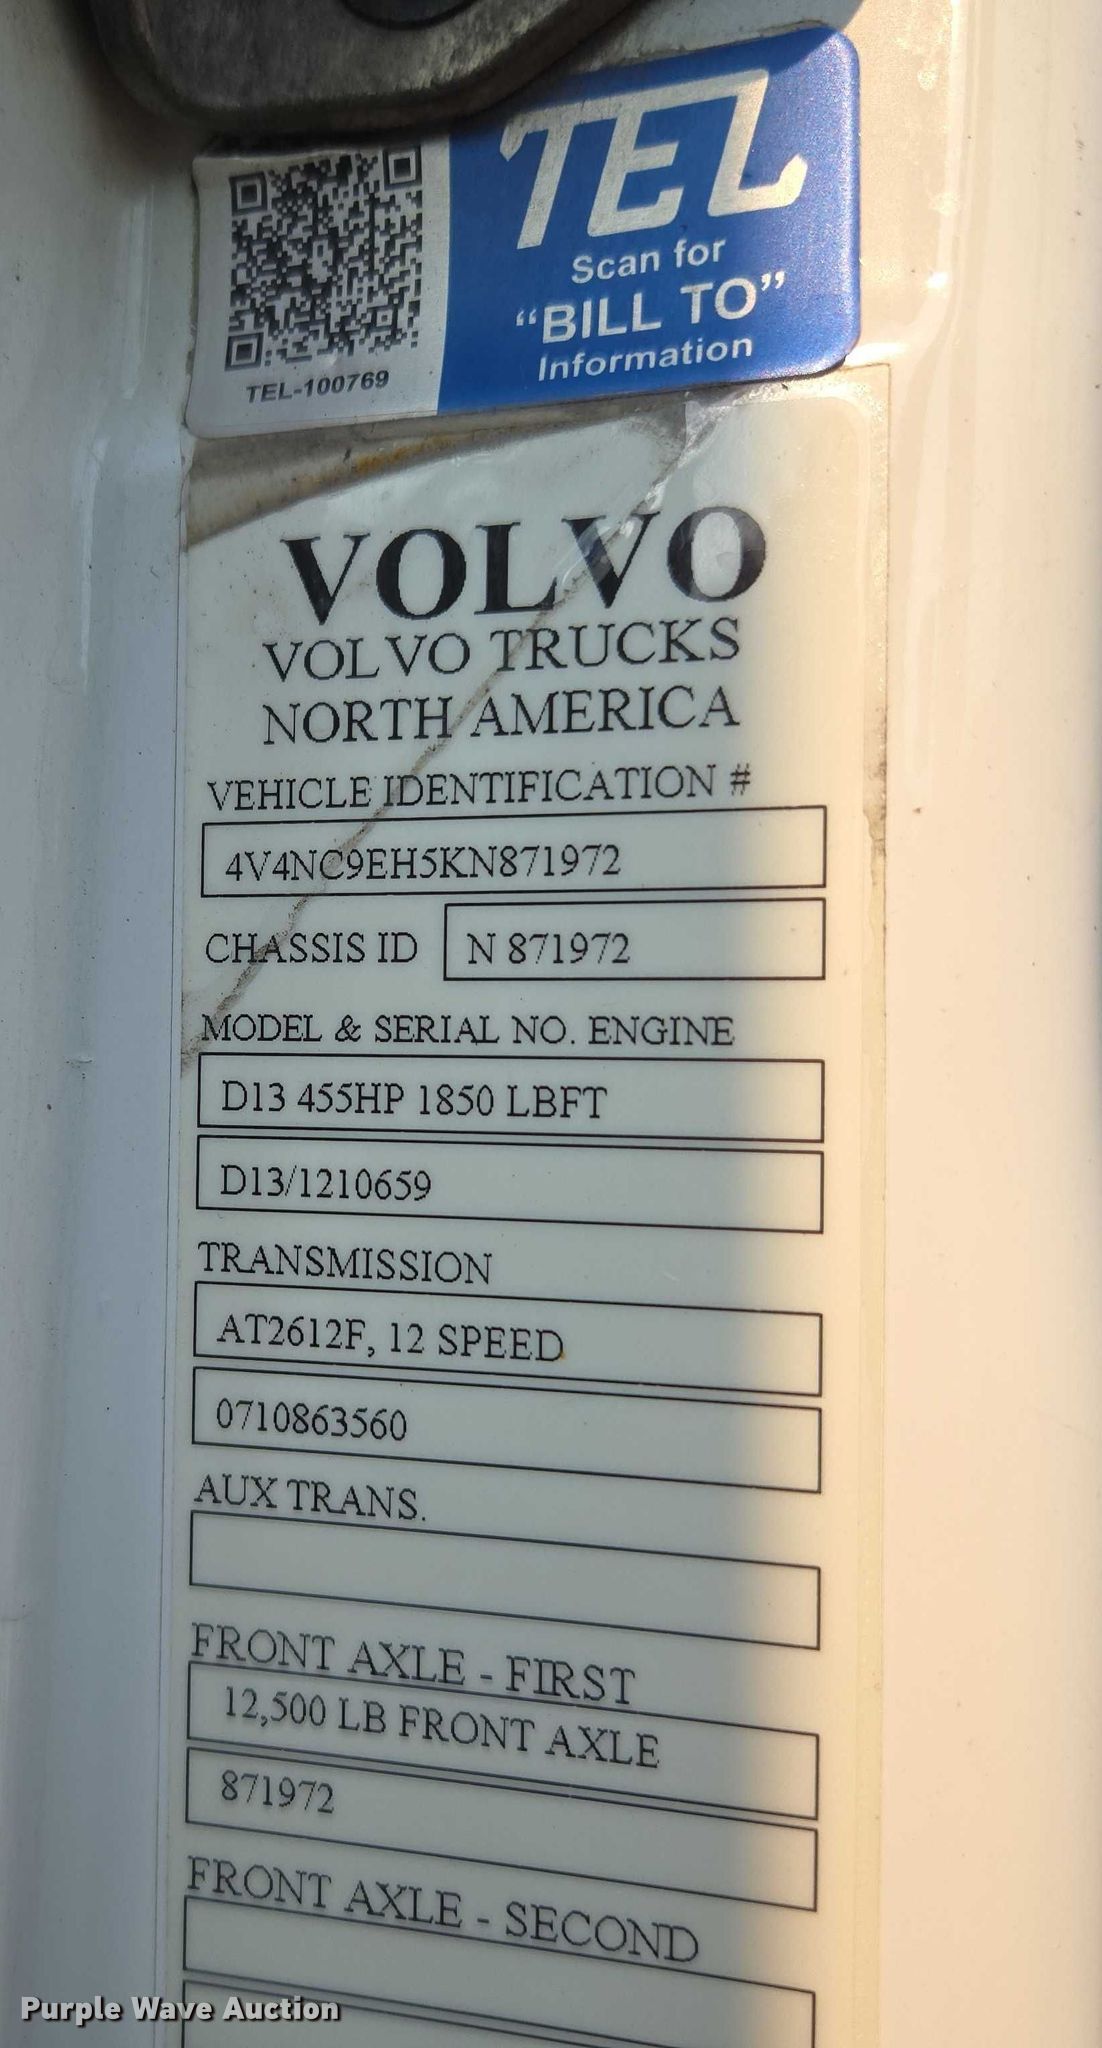 TEL
Scan for
“BILL TO”
Information
TEL-100769
VOLVO
VOLVO TRUCKS
NORTH AMERICA
VEHICLE IDENTIFICATION #
4V4NC9EH5KN871972
CHASSIS ID N 871972
MODEL & SERIAL NO. ENGINE
D13 455HP 1850 LBFT
D13/1210659
TRANSMISSION
AT2612F, 12 SPEED
0710863560
AUX TRANS.
FRONT AXLE - FIRST
12,500 LB FRONT AXLE
871972
FRONT AXLE - SECOND
Purple Wave Auction